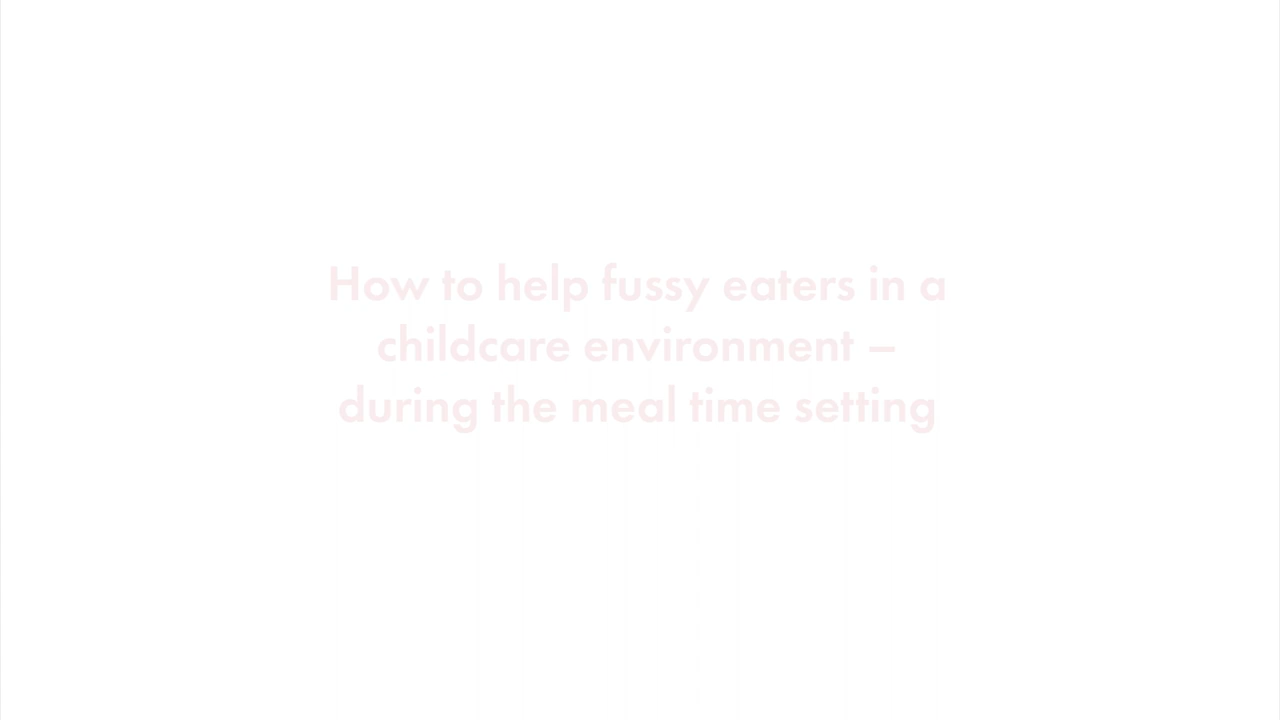 How to help fussy eaters in a
childcare environment –
during the meal time setting